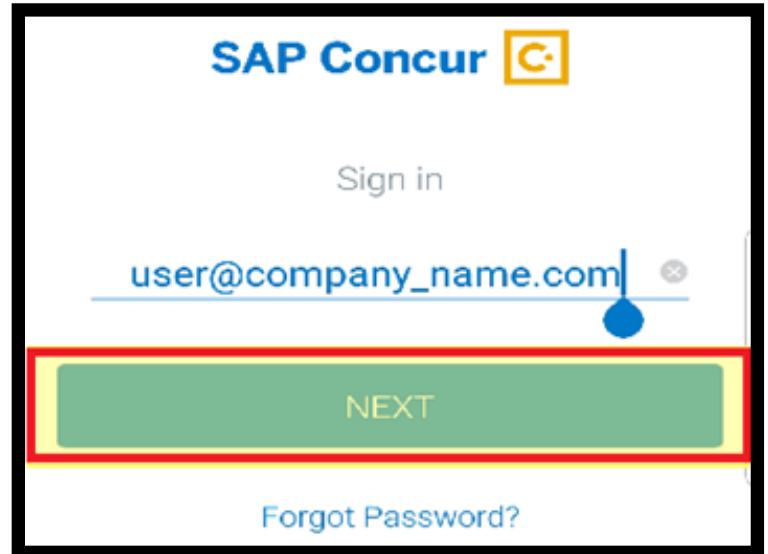 SAP Concur C
Sign in
user@company_name.com
NEXT
Forgot Password?